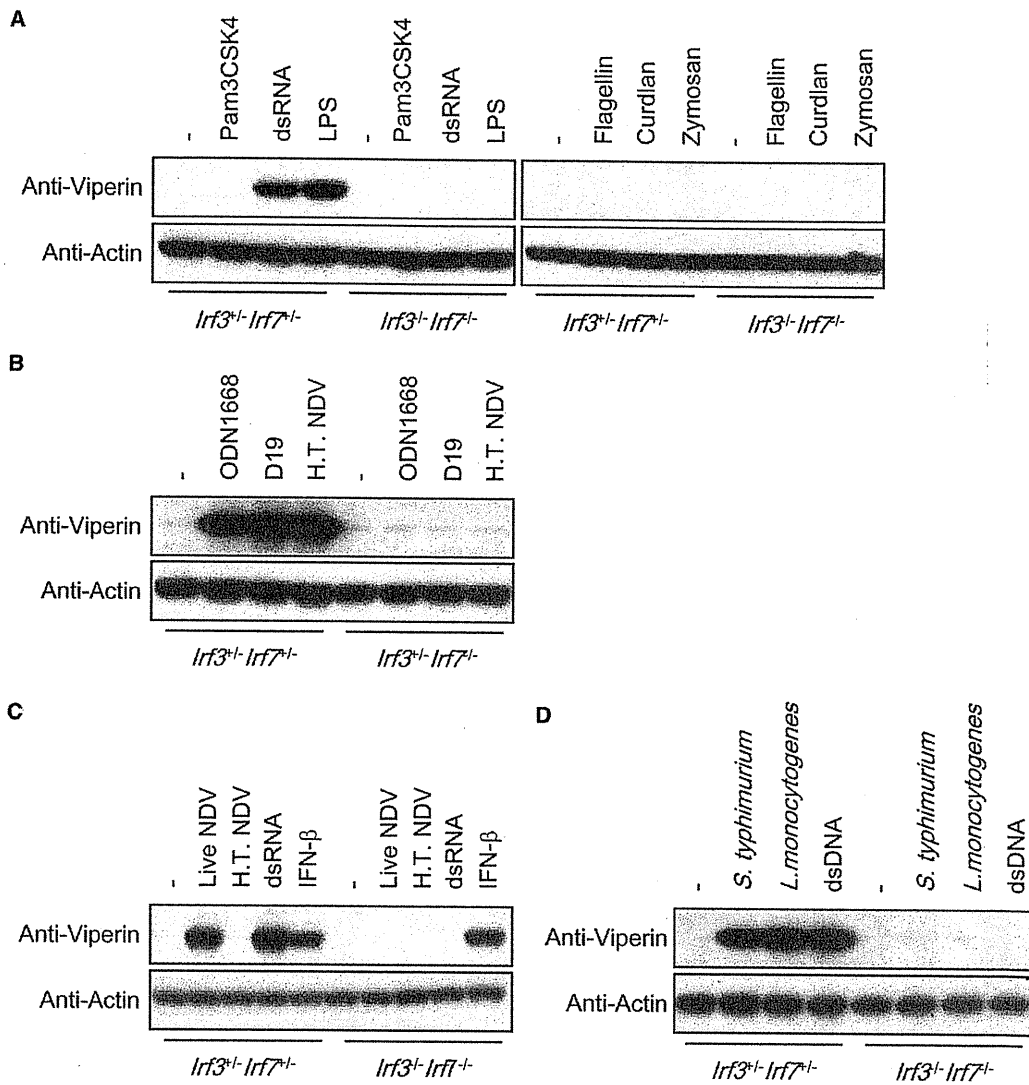 A
-
Pam3CSK4
dsRNA
LPS
-
Pam3CSK4
dsRNA
LPS
-
Flagellin
Curdlan
Zymosan
-
Flagellin
Curdlan
Zymosan
Anti-Viperin
Anti-Actin
Irf3+/- Irf7+/-
Irf3-/- Irf7-/-
Irf3+/- Irf7+/-
Irf3-/- Irf7-/-
B
-
ODN1668
D19
H.T. NDV
-
ODN1668
D19
H.T. NDV
Anti-Viperin
Anti-Actin
Irf3+/- Irf7+/-
Irf3+/- Irf7-/-
C
-
Live NDV
H.T. NDV
dsRNA
IFN-β
-
Live NDV
H.T. NDV
dsRNA
IFN-β
Anti-Viperin
Anti-Actin
Irf3+/- Irf7+/-
Irf3-/- Irf7-/-
D
-
S. typhimurium
L.monocytogenes
dsDNA
-
S. typhimurium
L.monocytogenes
dsDNA
Anti-Viperin
Anti-Actin
Irf3+/- Irf7+/-
Irf3-/- Irf7-/-